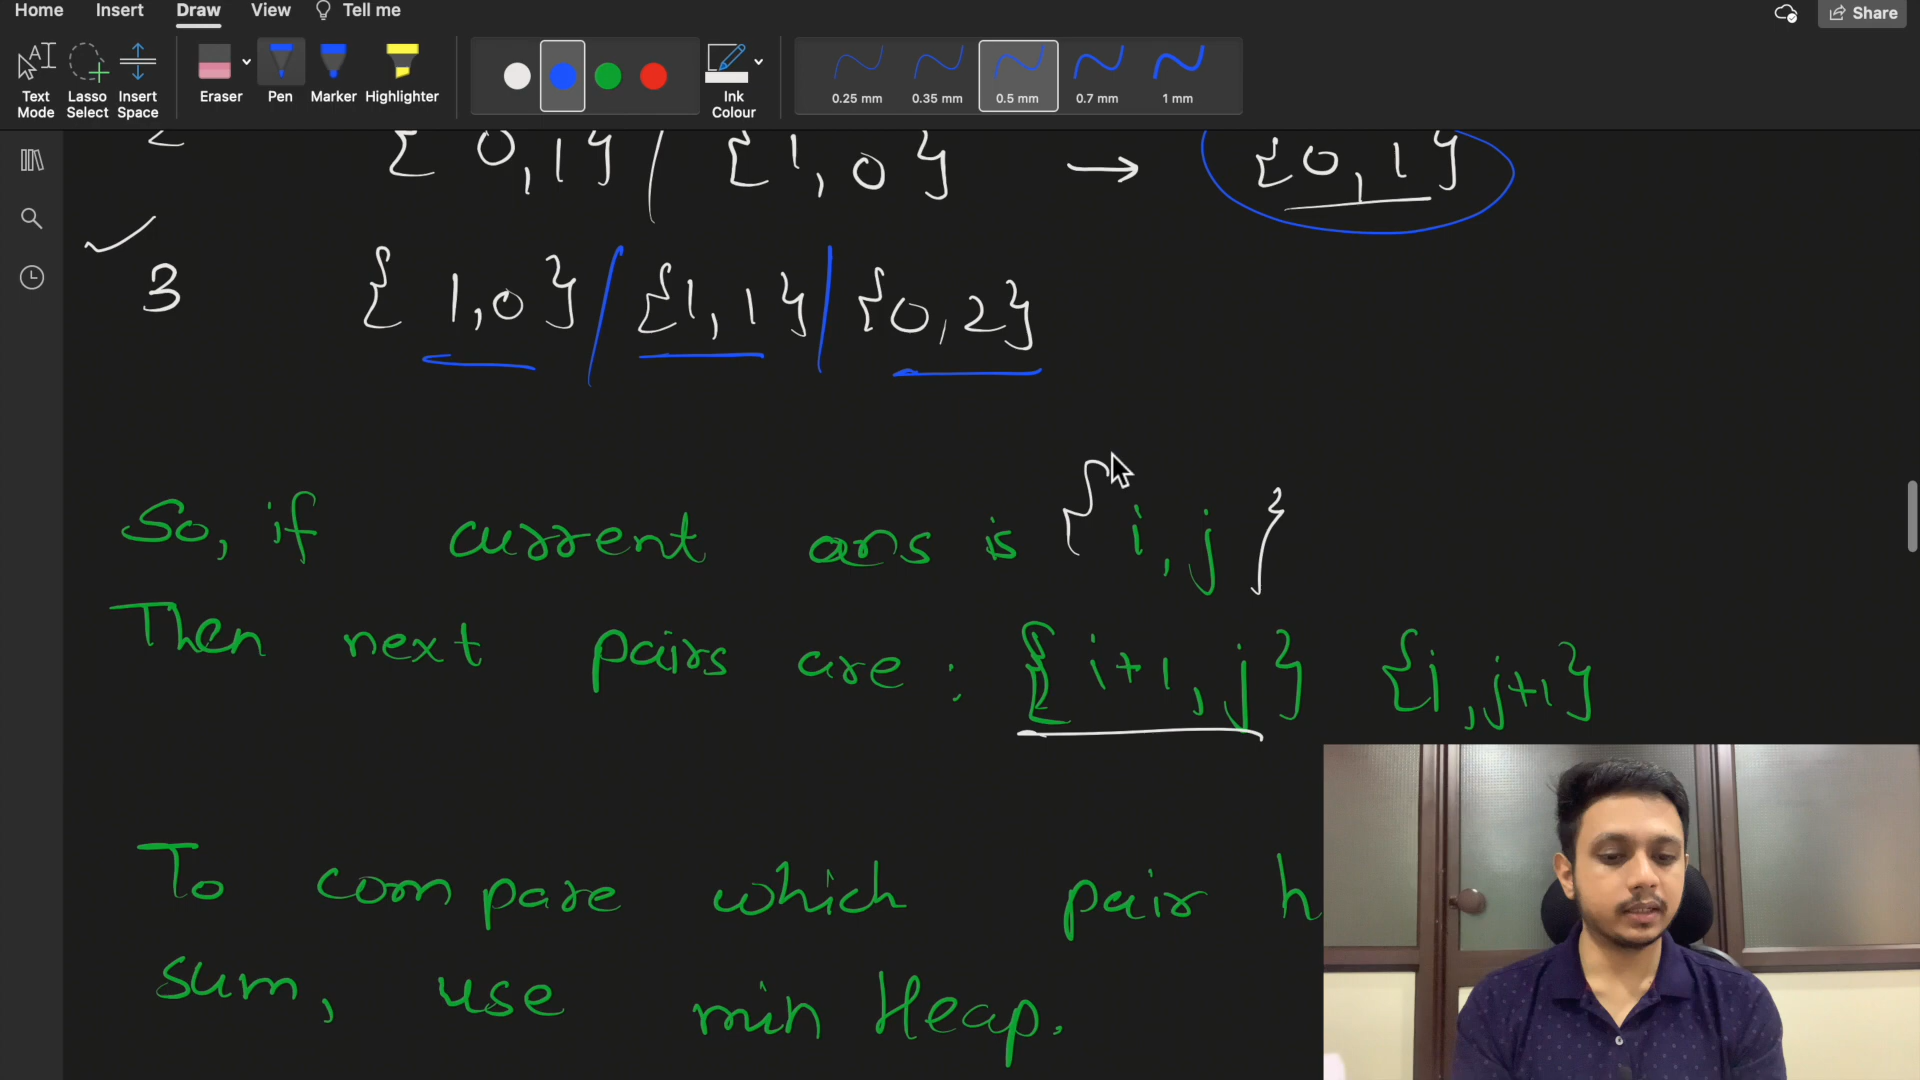 Home Insert Draw View Tell me Share
Text Mode Lasso Select Insert Space Eraser Pen Marker Highlighter Ink Colour 0.25 mm 0.35 mm 0.5 mm 0.7 mm 1 mm
{ 0,1} / {1,0} → {0,1}
3 { 1,0} / {1,1} | {0,2}
So, if current ans is { i, j }
Then next pairs are : { i+1, j } {i, j+1}
To compare which pair h
sum, use min Heap.